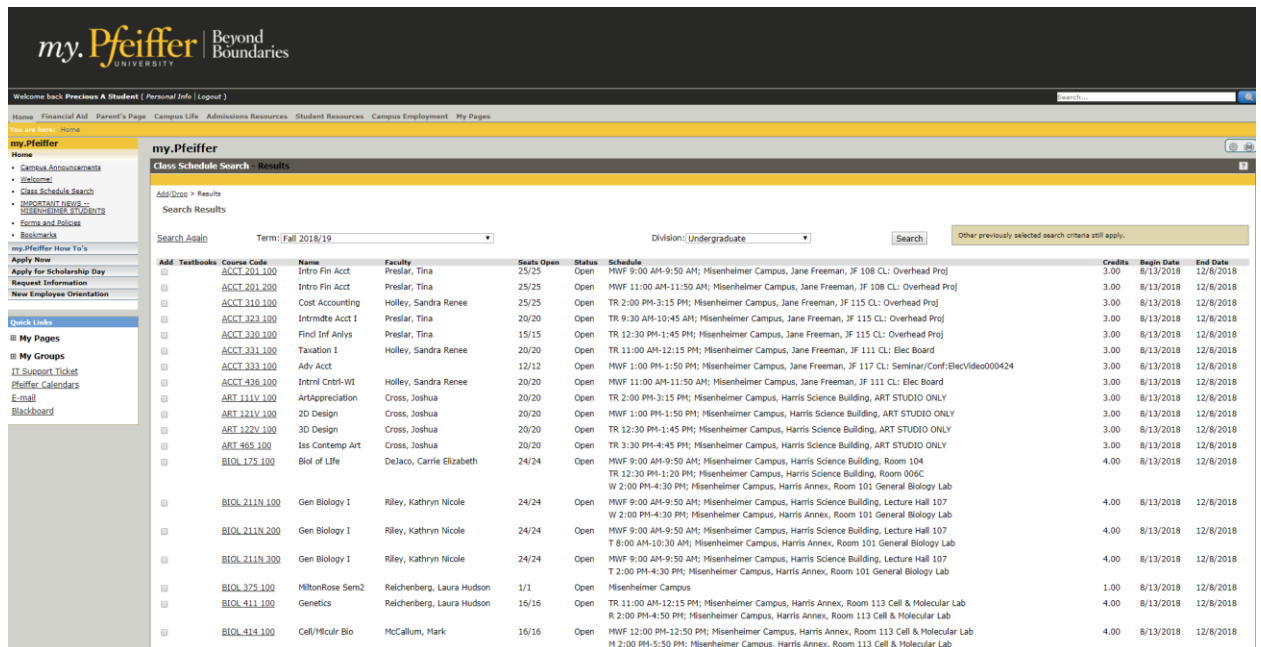 my. Pfeiffer UNIVERSITY Beyond Boundaries
Welcome back Precious A Student ( Personal Info | Logout )
Search...
Home Financial Aid Parent's Page Campus Life Admissions Resources Student Resources Campus Employment My Pages
You are here: Home
my.Pfeiffer
Home
Campus Announcements
Welcome!
Class Schedule Search
IMPORTANT NEWS --
MISENHEIMER STUDENTS
Forms and Policies
Bookmarks
my.Pfeiffer How To's
Apply Now
Apply for Scholarship Day
Request Information
New Employee Orientation
Quick Links
My Pages
My Groups
IT Support Ticket
Pfeiffer Calendars
E-mail
Blackboard
my.Pfeiffer
Class Schedule Search - Results
?
Add/Drop > Results
Search Results
Search Again Term: Fall 2018/19 Division: Undergraduate Search Other previously selected search criteria still apply.
Add Textbooks Course Code Name Faculty Seats Open Status Schedule Credits Begin Date End Date
ACCT 201 100 Intro Fin Acct Preslar, Tina 25/25 Open MWF 9:00 AM-9:50 AM; Misenheimer Campus, Jane Freeman, JF 108 CL: Overhead Proj 3.00 8/13/2018 12/8/2018
ACCT 201 200 Intro Fin Acct Preslar, Tina 25/25 Open MWF 11:00 AM-11:50 AM; Misenheimer Campus, Jane Freeman, JF 108 CL: Overhead Proj 3.00 8/13/2018 12/8/2018
ACCT 310 100 Cost Accounting Holley, Sandra Renee 25/25 Open TR 2:00 PM-3:15 PM; Misenheimer Campus, Jane Freeman, JF 115 CL: Overhead Proj 3.00 8/13/2018 12/8/2018
ACCT 323 100 Intrmdte Acct I Preslar, Tina 20/20 Open TR 9:30 AM-10:45 AM; Misenheimer Campus, Jane Freeman, JF 115 CL: Overhead Proj 3.00 8/13/2018 12/8/2018
ACCT 330 100 Fincl Inf Anlys Preslar, Tina 15/15 Open TR 12:30 PM-1:45 PM; Misenheimer Campus, Jane Freeman, JF 115 CL: Overhead Proj 3.00 8/13/2018 12/8/2018
ACCT 331 100 Taxation I Holley, Sandra Renee 20/20 Open TR 11:00 AM-12:15 PM; Misenheimer Campus, Jane Freeman, JF 111 CL: Elec Board 3.00 8/13/2018 12/8/2018
ACCT 333 100 Adv Acct 12/12 Open MWF 1:00 PM-1:50 PM; Misenheimer Campus, Jane Freeman, JF 117 CL: Seminar/Conf:ElecVideo000424 3.00 8/13/2018 12/8/2018
ACCT 436 100 Intrnl Cntrl-WI Holley, Sandra Renee 20/20 Open MWF 11:00 AM-11:50 AM; Misenheimer Campus, Jane Freeman, JF 111 CL: Elec Board 3.00 8/13/2018 12/8/2018
ART 111V 100 ArtAppreciation Cross, Joshua 20/20 Open TR 2:00 PM-3:15 PM; Misenheimer Campus, Harris Science Building, ART STUDIO ONLY 3.00 8/13/2018 12/8/2018
ART 121V 100 2D Design Cross, Joshua 20/20 Open MWF 1:00 PM-1:50 PM; Misenheimer Campus, Harris Science Building, ART STUDIO ONLY 3.00 8/13/2018 12/8/2018
ART 122V 100 3D Design Cross, Joshua 20/20 Open TR 12:30 PM-1:45 PM; Misenheimer Campus, Harris Science Building, ART STUDIO ONLY 3.00 8/13/2018 12/8/2018
ART 465 100 Iss Contemp Art Cross, Joshua 20/20 Open TR 3:30 PM-4:45 PM; Misenheimer Campus, Harris Science Building, ART STUDIO ONLY 3.00 8/13/2018 12/8/2018
BIOL 175 100 Biol of LIfe DeJaco, Carrie Elizabeth 24/24 Open MWF 9:00 AM-9:50 AM; Misenheimer Campus, Harris Science Building, Room 104 4.00 8/13/2018 12/8/2018
TR 12:30 PM-1:20 PM; Misenheimer Campus, Harris Science Building, Room 006C
W 2:00 PM-4:30 PM; Misenheimer Campus, Harris Annex, Room 101 General Biology Lab
BIOL 211N 100 Gen Biology I Riley, Kathryn Nicole 24/24 Open MWF 9:00 AM-9:50 AM; Misenheimer Campus, Harris Science Building, Lecture Hall 107 4.00 8/13/2018 12/8/2018
W 2:00 PM-4:30 PM; Misenheimer Campus, Harris Annex, Room 101 General Biology Lab
BIOL 211N 200 Gen Biology I Riley, Kathryn Nicole 24/24 Open MWF 9:00 AM-9:50 AM; Misenheimer Campus, Harris Science Building, Lecture Hall 107 4.00 8/13/2018 12/8/2018
T 8:00 AM-10:30 AM; Misenheimer Campus, Harris Annex, Room 101 General Biology Lab
BIOL 211N 300 Gen Biology I Riley, Kathryn Nicole 24/24 Open MWF 9:00 AM-9:50 AM; Misenheimer Campus, Harris Science Building, Lecture Hall 107 4.00 8/13/2018 12/8/2018
T 2:00 PM-4:30 PM; Misenheimer Campus, Harris Annex, Room 101 General Biology Lab
BIOL 375 100 MiltonRose Sem2 Reichenberg, Laura Hudson 1/1 Open Misenheimer Campus 1.00 8/13/2018 12/8/2018
BIOL 411 100 Genetics Reichenberg, Laura Hudson 16/16 Open TR 11:00 AM-12:15 PM; Misenheimer Campus, Harris Annex, Room 113 Cell & Molecular Lab 4.00 8/13/2018 12/8/2018
R 2:00 PM-4:50 PM; Misenheimer Campus, Harris Annex, Room 113 Cell & Molecular Lab
BIOL 414 100 Cell/Mlculr Bio McCallum, Mark 16/16 Open MWF 12:00 PM-12:50 PM; Misenheimer Campus, Harris Annex, Room 113 Cell & Molecular Lab 4.00 8/13/2018 12/8/2018
M 2:00 PM-5:50 PM; Misenheimer Campus, Harris Annex, Room 113 Cell & Molecular Lab